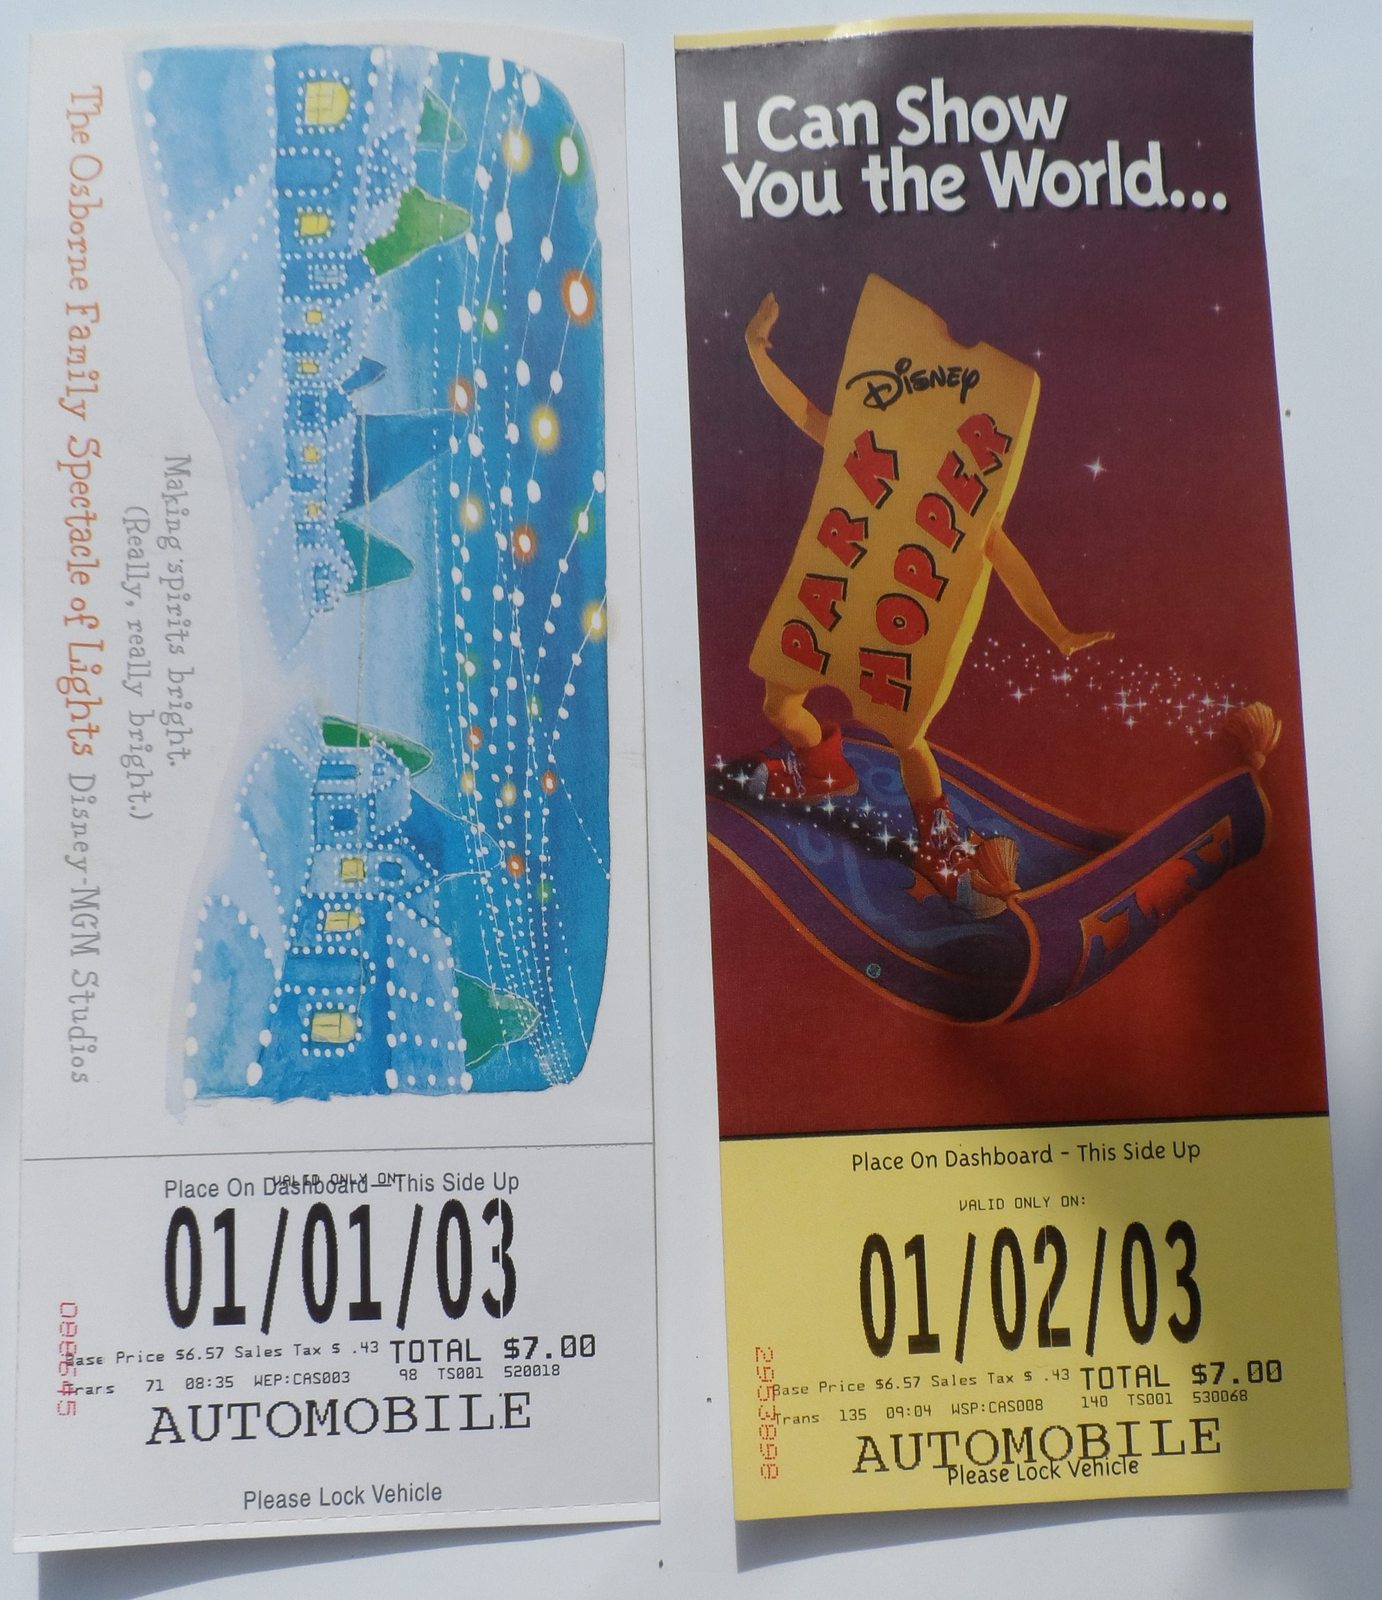 The Osborne Family Spectacle of Lights Disney-MGM Studios
Making spirits bright.
(Really, really bright.)
Place On Dashboard—This Side Up
VALID ONLY ON:
01/01/03
Base Price $6.57 Sales Tax $ .43 TOTAL $7.00
Trans 71 08:35 WEP:CAS003 98 TS001 520018
AUTOMOBILE
Please Lock Vehicle
I Can Show
You the World...
Disney
PARK
HOPPER
Place On Dashboard - This Side Up
VALID ONLY ON:
01/02/03
Base Price $6.57 Sales Tax $ .43 TOTAL $7.00
Trans 135 09:04 WSP:CAS008 140 TS001 530068
AUTOMOBILE
Please Lock Vehicle